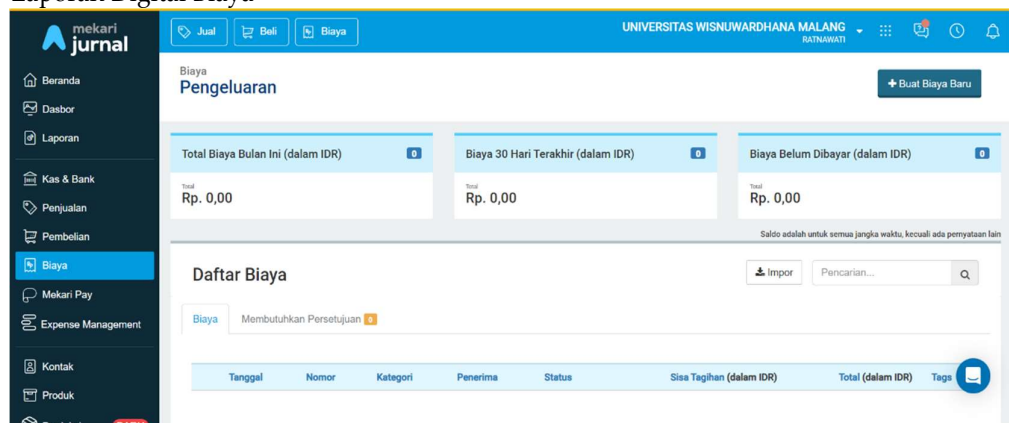 Laporan Digital Biaya
mekari
jurnal
Jual
Beli
Biaya
UNIVERSITAS WISNUWARDHANA MALANG
RATNAWATI
Beranda
Dasbor
Laporan
Kas & Bank
Penjualan
Pembelian
Biaya
Mekari Pay
Expense Management
Kontak
Produk
Biaya
Pengeluaran
+ Buat Biaya Baru
Total Biaya Bulan Ini (dalam IDR) 0
Total
Rp. 0,00
Biaya 30 Hari Terakhir (dalam IDR) 0
Total
Rp. 0,00
Biaya Belum Dibayar (dalam IDR) 0
Total
Rp. 0,00
Saldo adalah untuk semua jangka waktu, kecuali ada pernyataan lain
Daftar Biaya
Impor
Pencarian...
Biaya
Membutuhkan Persetujuan 0
Tanggal Nomor Kategori Penerima Status Sisa Tagihan (dalam IDR) Total (dalam IDR) Tags